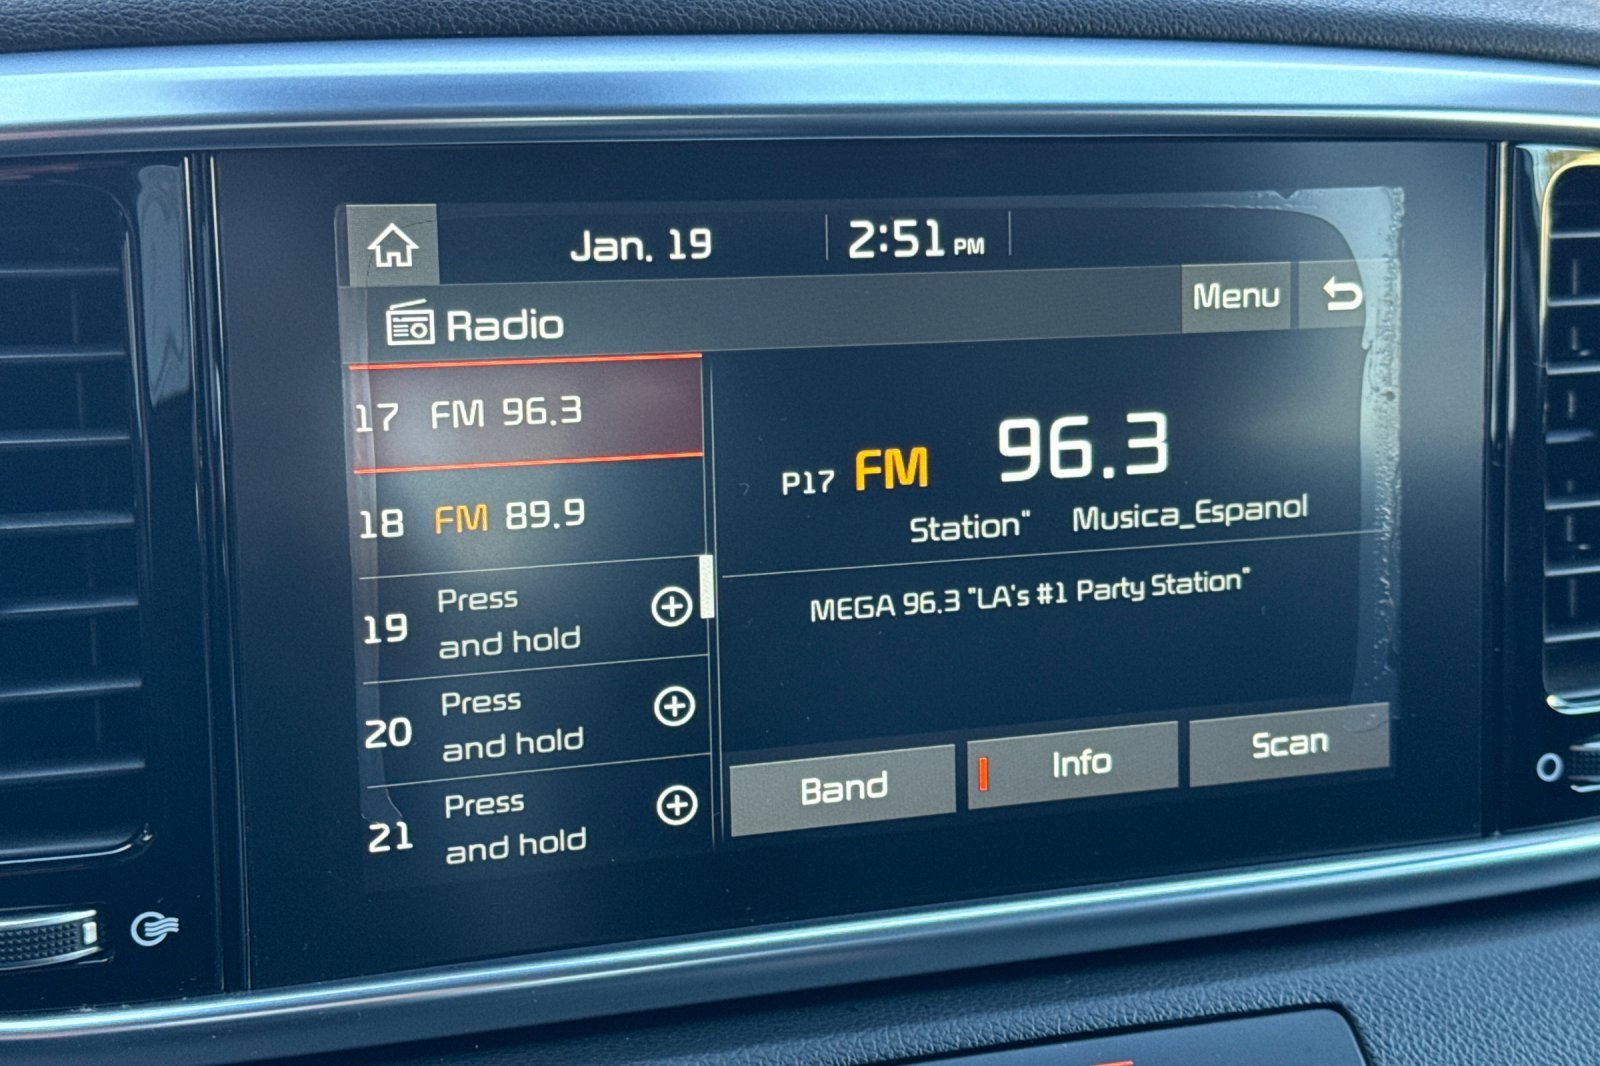 Jan. 19 2:51 PM
Radio Menu
17 FM 96.3
18 FM 89.9
19 Press and hold
20 Press and hold
21 Press and hold
P17 FM 96.3
Station" Musica_Espanol
MEGA 96.3 "LA's #1 Party Station"
Band Info Scan